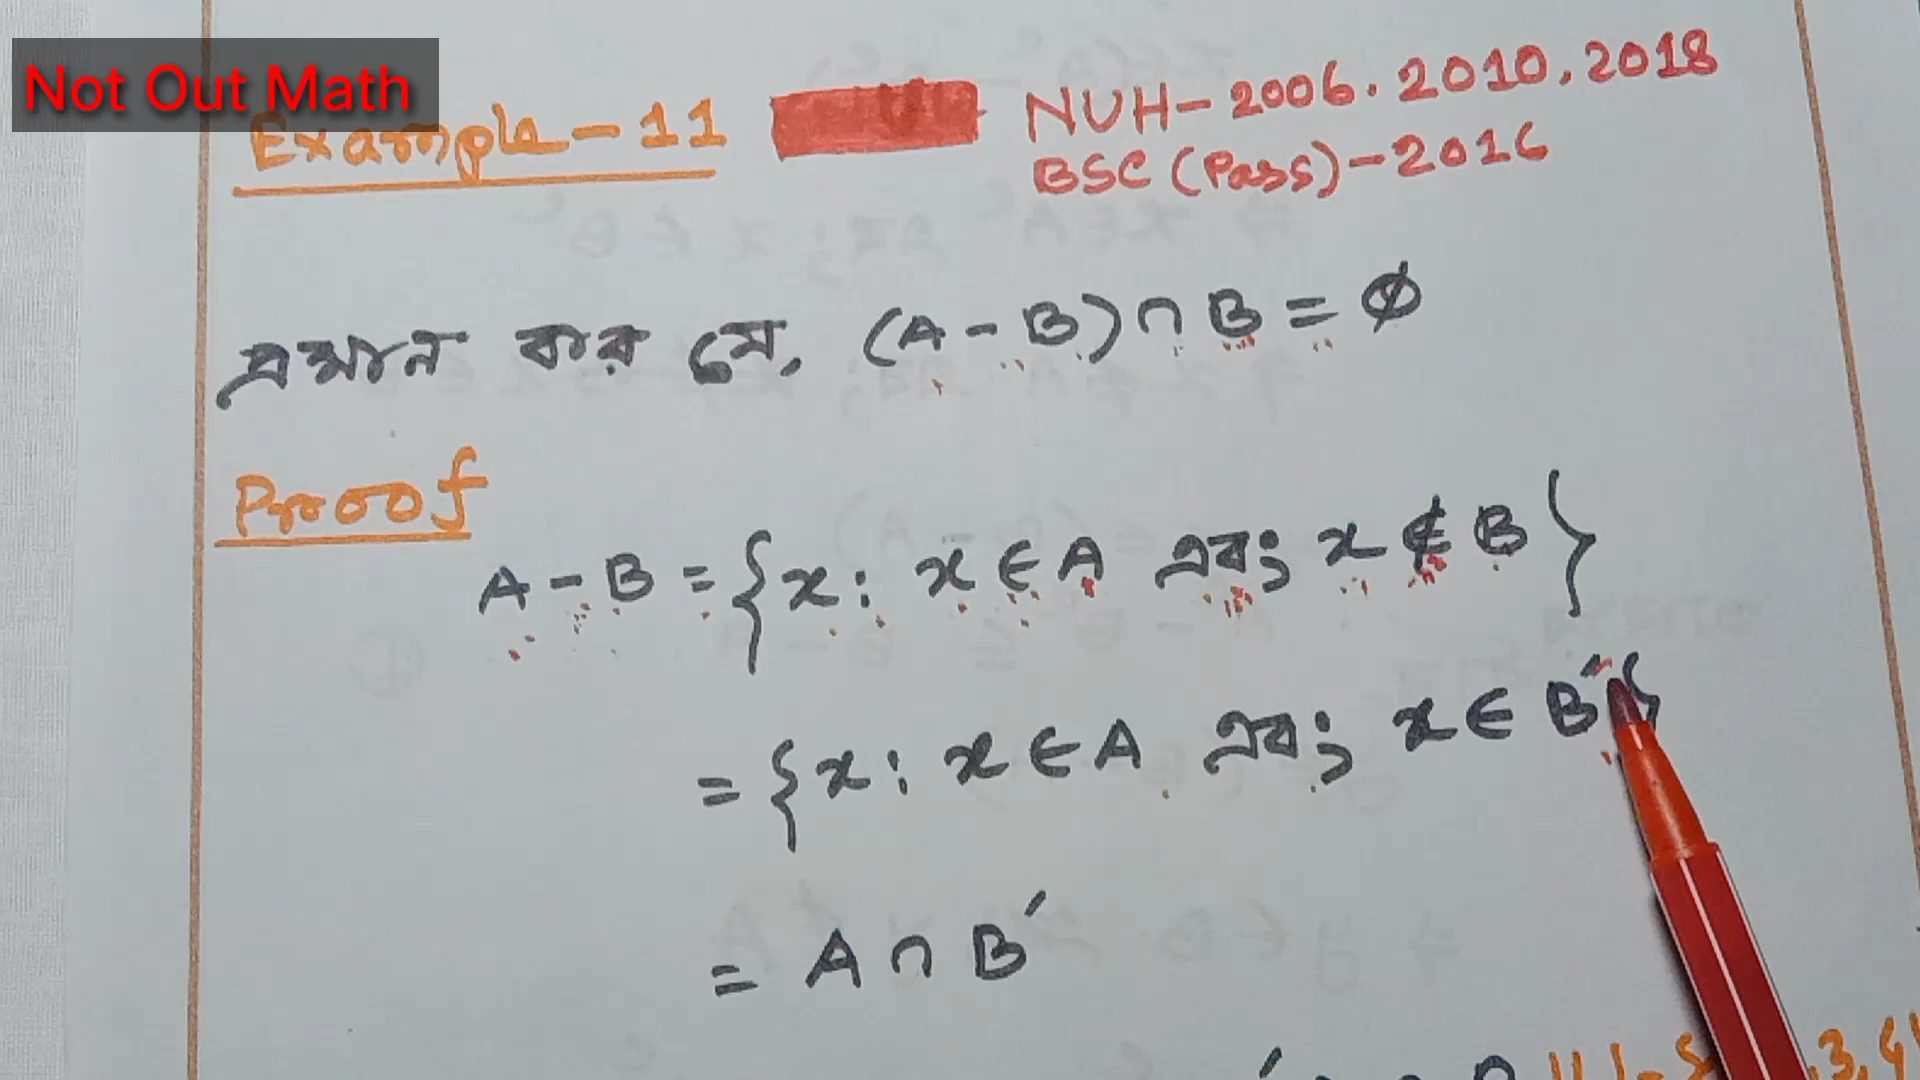 Not Out Math
Example-11
NUH-2006.2010.2018
BSC (Pass)-2016
প্রমান কর যে, (A-B)∩B=∅
Proof
A-B={x: x∈A এবং x∉B}
={x: x∈A এবং x∈B′}
= A∩B′